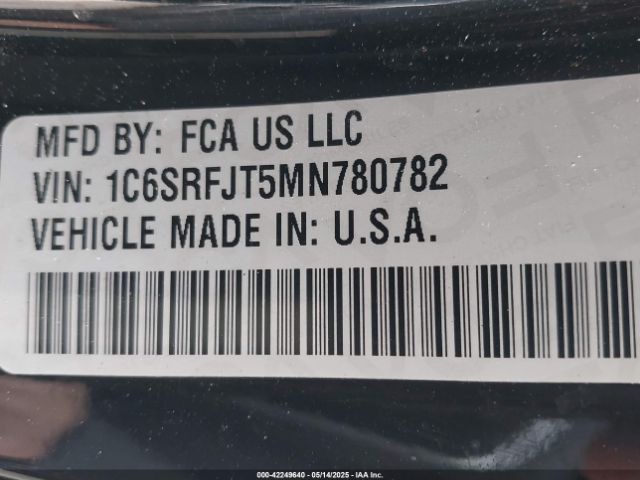 MFD BY: FCA US LLC
VIN: 1C6SRFJT5MN780782
VEHICLE MADE IN: U.S.A.
000-42249640 - 05/14/2025 - IAA Inc.